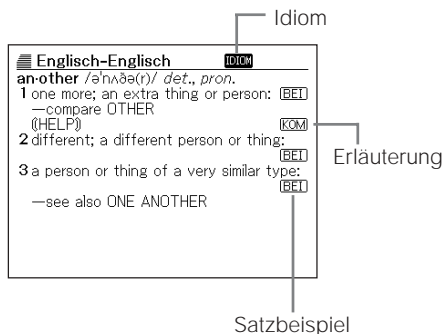 Idiom
Englisch-Englisch IDIOM
an·other /ə'nʌðə(r)/ det., pron.
1 one more; an extra thing or person: BEI
—compare OTHER
《HELP》 KOM
2 different; a different person or thing:
BEI
Erläuterung
3 a person or thing of a very similar type:
BEI
—see also ONE ANOTHER
Satzbeispiel